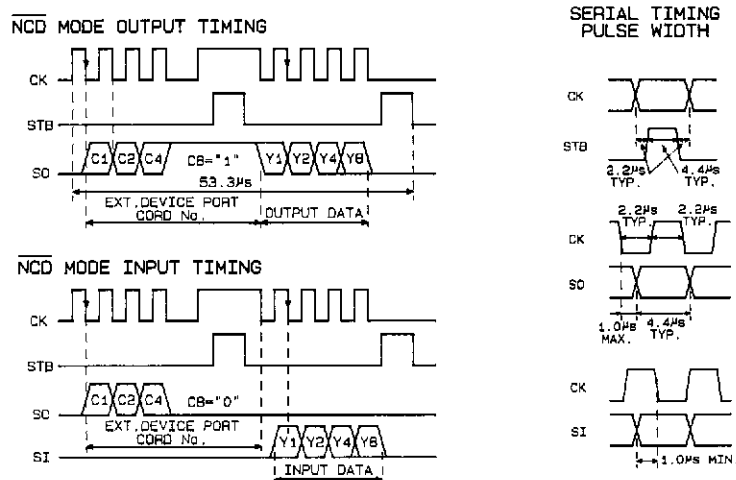 NCD MODE OUTPUT TIMING
CK
STB
SO
C1 C2 C4 C8="1" Y1 Y2 Y4 Y8
53.3µs
EXT.DEVICE PORT
CORD No.
OUTPUT DATA
NCD MODE INPUT TIMING
CK
STB
SO
C1 C2 C4 C8="0"
EXT.DEVICE PORT
CORD No.
SI
Y1 Y2 Y4 Y8
INPUT DATA
SERIAL TIMING
PULSE WIDTH
CK
STB
2.2µs 4.4µs
TYP. TYP.
2.2µs 2.2µs
TYP. TYP.
CK
SO
1.0µs 4.4µs
MAX. TYP.
CK
SI
1.0µs MIN